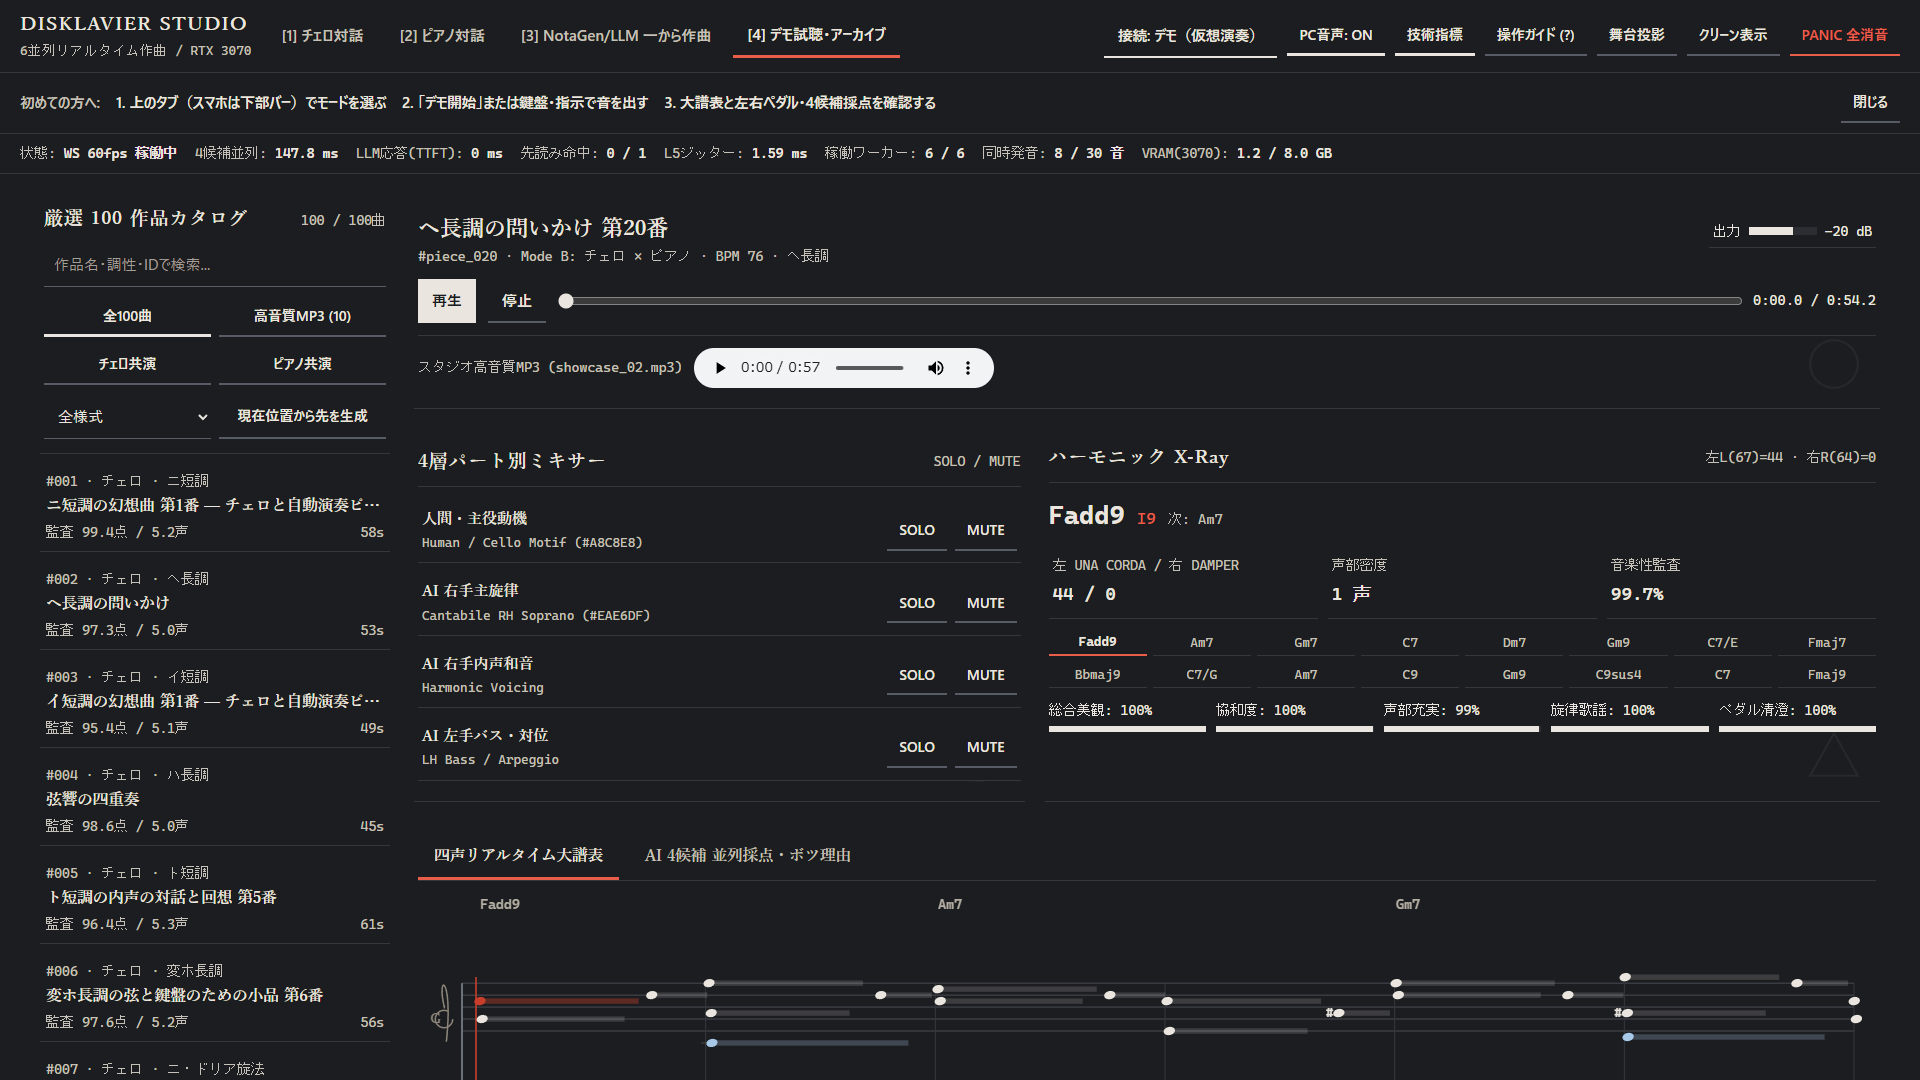 DISKLAVIER STUDIO
6並列リアルタイム作曲 / RTX 3070
[1] チェロ対話
[2] ピアノ対話
[3] NotaGen/LLM 一から作曲
[4] デモ試聴・アーカイブ
接続: デモ（仮想演奏）
PC音声: ON
技術指標
操作ガイド (?)
舞台投影
クリーン表示
PANIC 全消音
初めての方へ: 1. 上のタブ（スマホは下部バー）でモードを選ぶ 2.「デモ開始」または鍵盤・指示で音を出す 3. 大譜表と左右ペダル・4候補採点を確認する
閉じる
状態: WS 60fps 稼働中 4候補並列: 147.8 ms LLM応答(TTFT): 0 ms 先読み命中: 0 / 1 L5ジッター: 1.59 ms 稼働ワーカー: 6 / 6 同時発音: 8 / 30 音 VRAM(3070): 1.2 / 8.0 GB
厳選 100 作品カタログ
100 / 100曲
作品名・調性・IDで検索...
全100曲
高音質MP3 (10)
チェロ共演
ピアノ共演
全様式
現在位置から先を生成
#001 · チェロ · ニ短調
ニ短調の幻想曲 第1番 — チェロと自動演奏ピ…
監査 99.4点 / 5.2声
58s
#002 · チェロ · ヘ長調
ヘ長調の問いかけ
監査 97.3点 / 5.0声
53s
#003 · チェロ · イ短調
イ短調の幻想曲 第1番 — チェロと自動演奏ピ…
監査 95.4点 / 5.1声
49s
#004 · チェロ · ハ長調
弦響の四重奏
監査 98.6点 / 5.0声
45s
#005 · チェロ · ト短調
ト短調の内声の対話と回想 第5番
監査 96.4点 / 5.3声
61s
#006 · チェロ · 変ホ長調
変ホ長調の弦と鍵盤のための小品 第6番
監査 97.6点 / 5.2声
56s
#007 · チェロ · ニ・ドリア旋法
ヘ長調の問いかけ 第20番
#piece_020 · Mode B: チェロ × ピアノ · BPM 76 · ヘ長調
出力
−20 dB
再生
停止
0:00.0 / 0:54.2
スタジオ高音質MP3 (showcase_02.mp3)
0:00 / 0:57
4層パート別ミキサー
SOLO / MUTE
人間・主役動機
Human / Cello Motif (#A8C8E8)
SOLO
MUTE
AI 右手主旋律
Cantabile RH Soprano (#EAE6DF)
SOLO
MUTE
AI 右手内声和音
Harmonic Voicing
SOLO
MUTE
AI 左手バス・対位
LH Bass / Arpeggio
SOLO
MUTE
ハーモニック X-Ray
左L(67)=44 · 右R(64)=0
Fadd9 I9 次: Am7
左 UNA CORDA / 右 DAMPER
44 / 0
声部密度
1 声
音楽性監査
99.7%
Fadd9 Am7 Gm7 C7 Dm7 Gm9 C7/E Fmaj7
Bbmaj9 C7/G Am7 C9 Gm9 C9sus4 C7 Fmaj9
総合美観: 100%
協和度: 100%
声部充実: 99%
旋律歌謡: 100%
ペダル清澄: 100%
四声リアルタイム大譜表
AI 4候補 並列採点・ボツ理由
Fadd9
Am7
Gm7